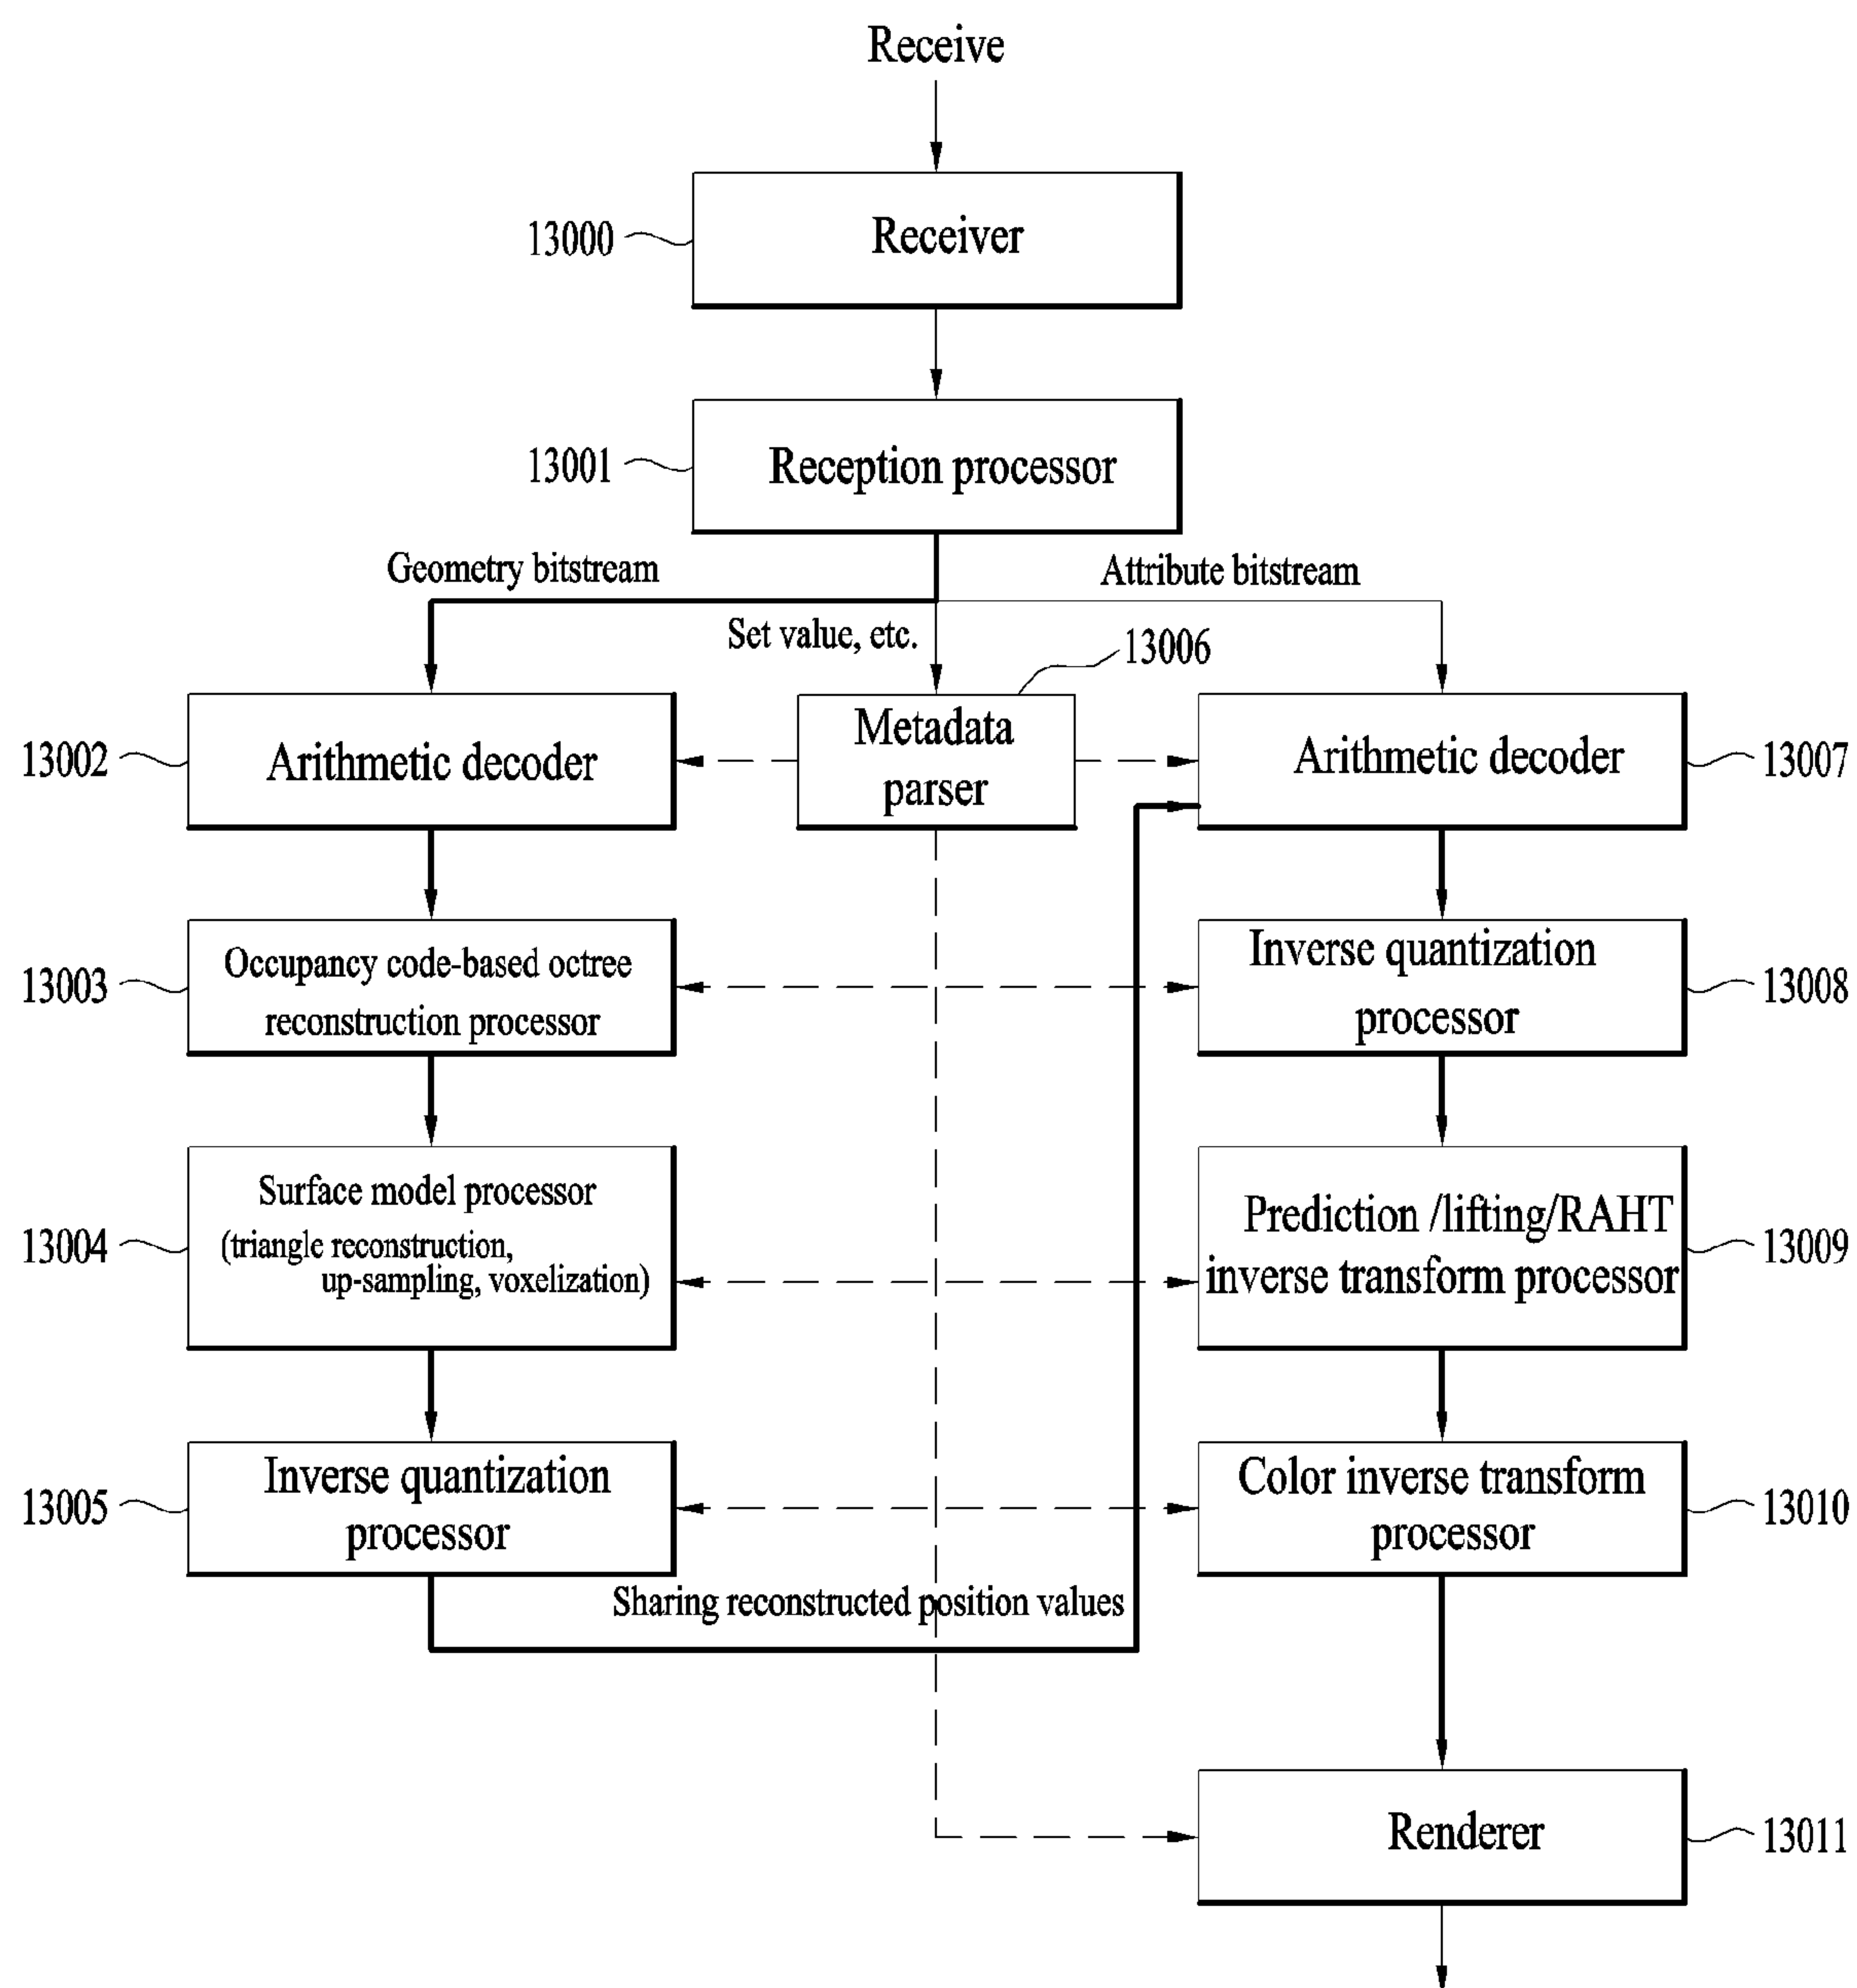 Receive
13000
Receiver
13001
Reception processor
Geometry bitstream
Attribute bitstream
Set value, etc.
13006
13002
Arithmetic decoder
Metadata
parser
Arithmetic decoder
13007
13003
Occupancy code-based octree
reconstruction processor
Inverse quantization
processor
13008
13004
Surface model processor
(triangle reconstruction,
up-sampling, voxelization)
Prediction /lifting/RAHT
inverse transform processor
13009
13005
Inverse quantization
processor
Color inverse transform
processor
13010
Sharing reconstructed position values
Renderer
13011